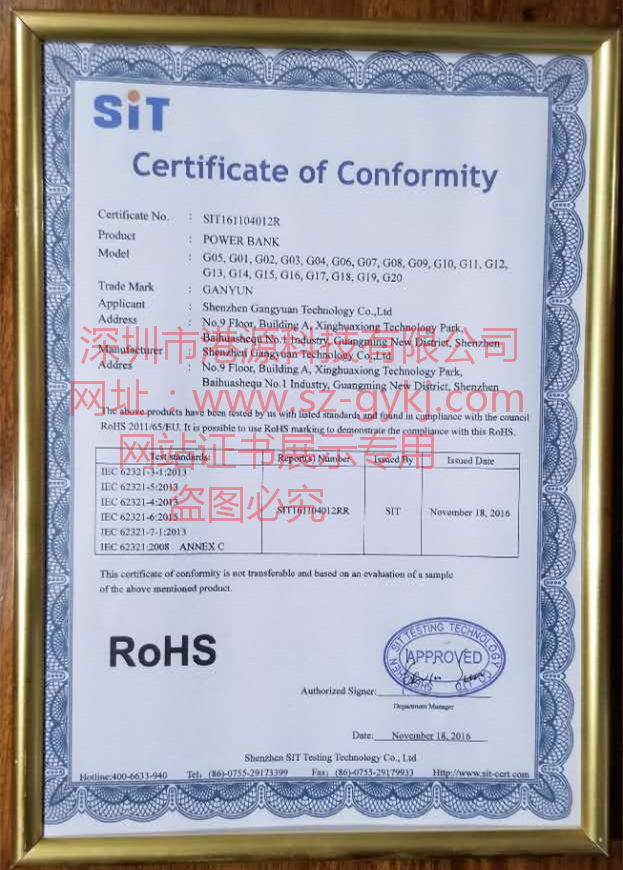 SiT
Certificate of Conformity
Certificate No. : SIT161104012R
Product : POWER BANK
Model : G05, G01, G02, G03, G04, G06, G07, G08, G09, G10, G11, G12,
G13, G14, G15, G16, G17, G18, G19, G20
Trade Mark : GANYUN
Applicant : Shenzhen Gangyuan Technology Co.,Ltd
Address : No.9 Floor, Building A, Xinghuaxiong Technology Park,
Baihuashequ No.1 Industry, Guangming New District, Shenzhen
深圳市港源科技有限公司
Manufacturer : Shenzhen Gangyuan Technology Co.,Ltd
Addres : No.9 Floor, Building A, Xinghuaxiong Technology Park,
Baihuashequ No.1 Industry, Guangming New District, Shenzhen
网址：www.sz-gykj.com
The above products have been tested by us with listed standards and found in compliance with the council
RoHS 2011/65/EU. It is possible to use RoHS marking to demonstrate the compliance with this RoHS.
网站证书展示专用
Test standards: Report(s) Number Issued By Issued Date
IEC 62321-3-1:2013
IEC 62321-5:2013
IEC 62321-4:2013
盗图必究
IEC 62321-6:2015 SIT161104012RR SIT November 18, 2016
IEC 62321-7-1:2013
IEC 62321:2008 ANNEX C
This certificate of conformity is not transferable and based on an evaluation of a sample
of the above mentioned product.
RoHS
SIT TESTING TECHNOLOGY
APPROVED
Authorized Signer:
Department Manager
Date: November 18, 2016
Shenzhen SIT Testing Technology Co., Ltd
Hotline:400-6633-940 Tel: (86)-0755-29173399 Fax: (86)-0755-29179933 Http://www.sit-cert.com